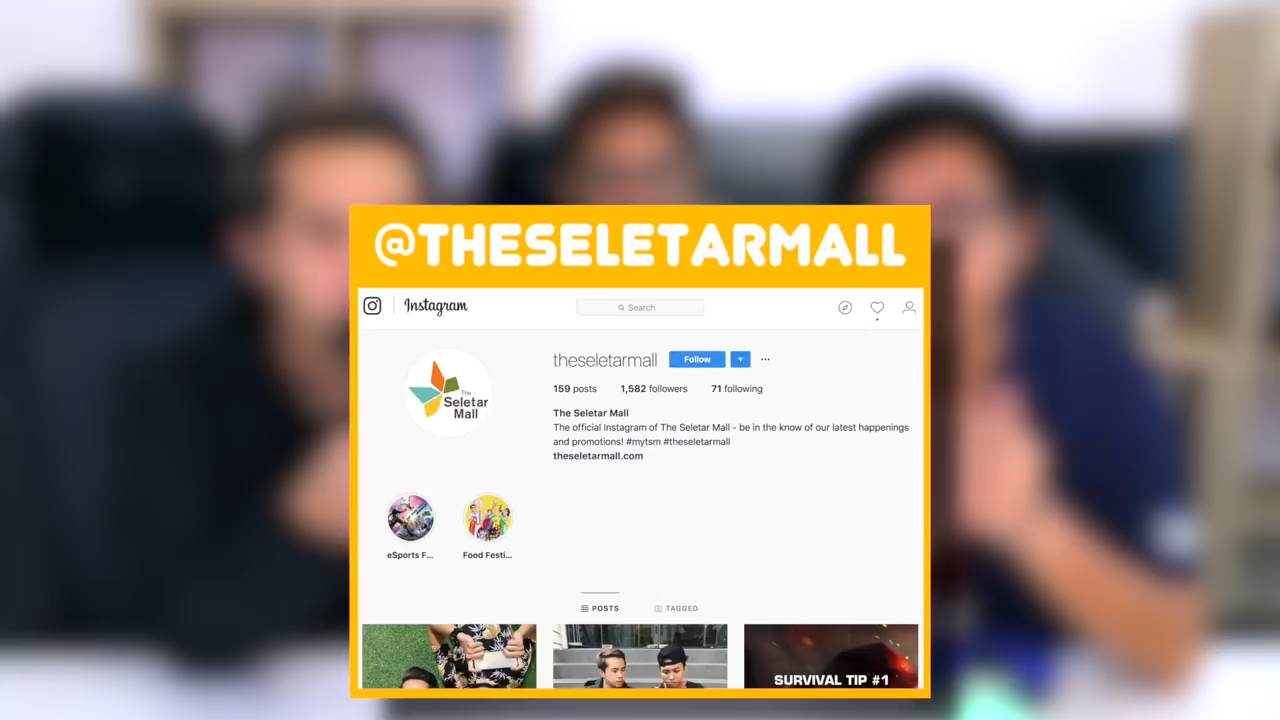 @THESELETARMALL
Instagram
Search
theseletarmall Follow ...
159 posts 1,582 followers 71 following
The Seletar Mall
The official Instagram of The Seletar Mall - be in the know of our latest happenings
and promotions! #mytsm #theseletarmall
theseletarmall.com
The
Seletar
Mall
eSports F... Food Festi...
POSTS TAGGED
SURVIVAL TIP #1